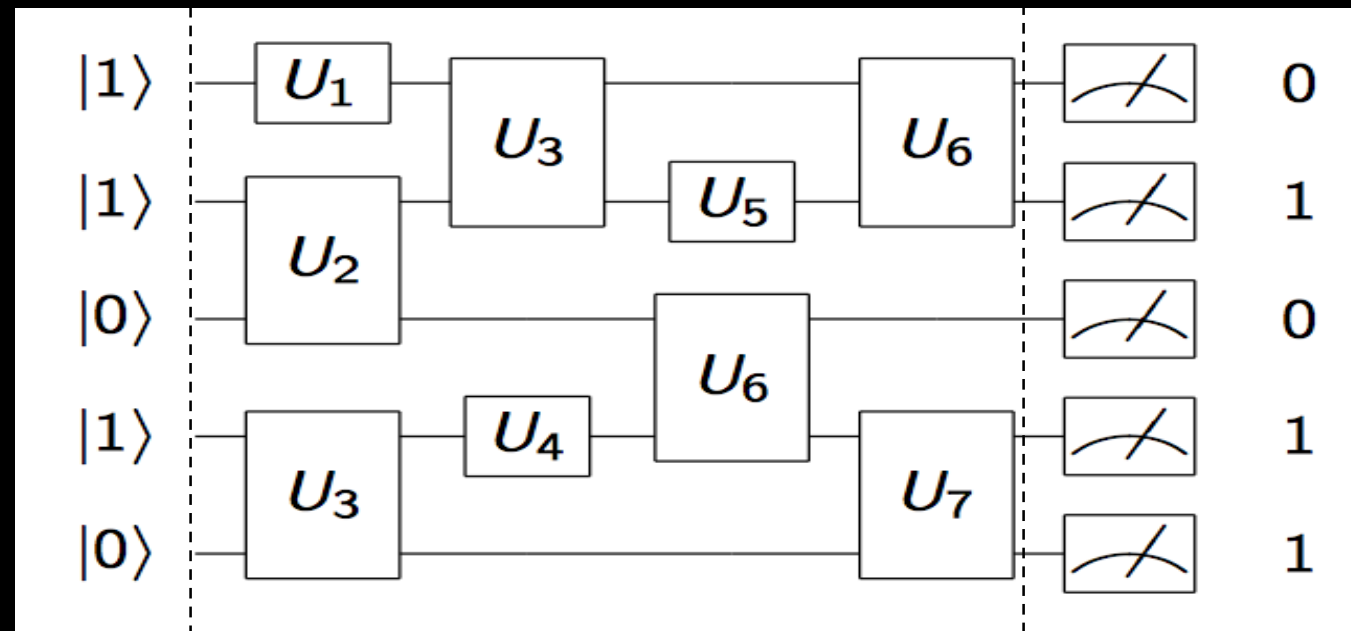 |1⟩ U₁ U₃ U₆ 0
|1⟩ U₂ U₅ 1
|0⟩ U₆ 0
|1⟩ U₃ U₄ U₇ 1
|0⟩ 1